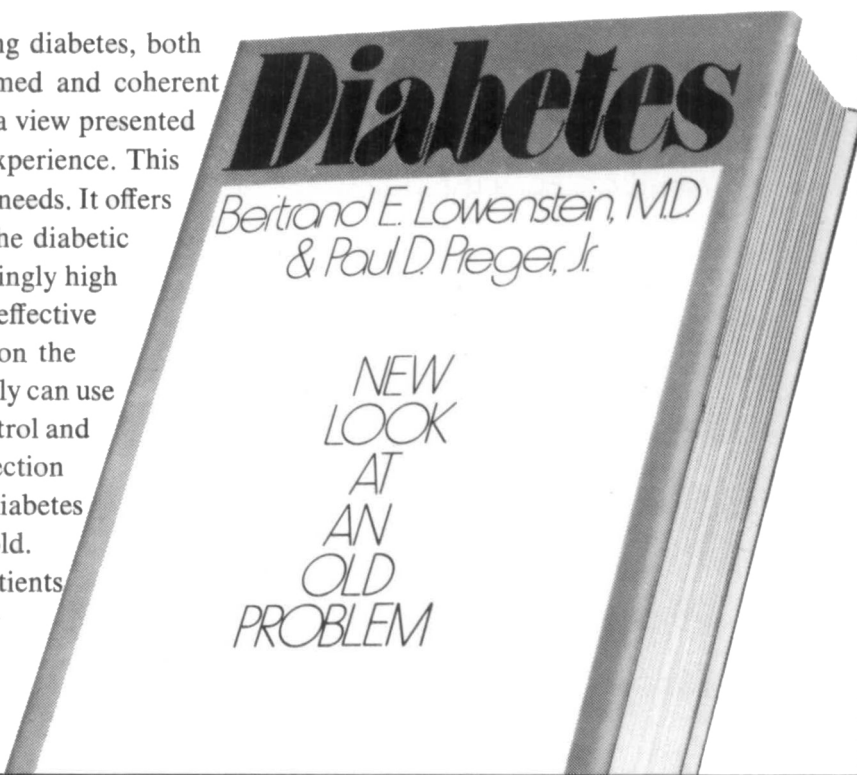 ng diabetes, both
med and coherent
a view presented
xperience. This
needs. It offers
he diabetic
ingly high
effective
on the
ly can use
trol and
ection
iabetes
ld.
tients
Diabetes
Bertrand E. Lowenstein, M.D.
& Paul D. Preger, Jr.
NEW
LOOK
AT
AN
OLD
PROBLEM